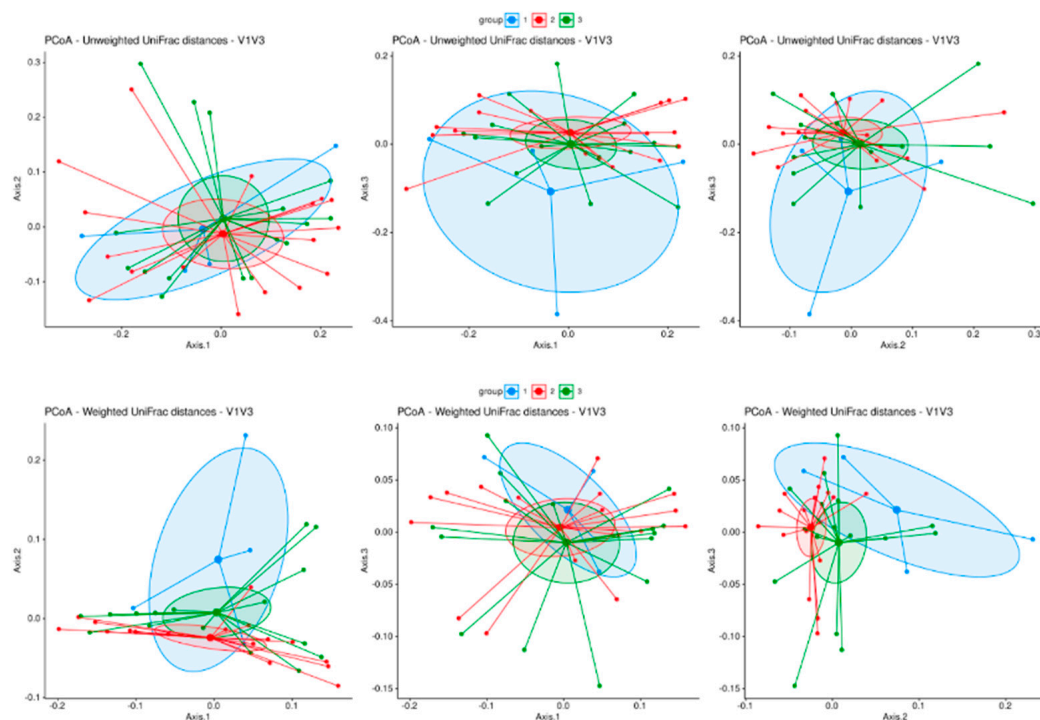 group 1 2 3
PCoA - Unweighted UniFrac distances - V1V3
PCoA - Unweighted UniFrac distances - V1V3
PCoA - Unweighted UniFrac distances - V1V3
0.3
0.2
0.1
0.0
-0.1
Axis.2
-0.2 0.0 0.2
Axis.1
0.2
0.0
-0.2
-0.4
Axis.3
-0.2 0.0 0.2
Axis.1
0.2
0.0
-0.2
-0.4
Axis.3
-0.1 0.0 0.1 0.2 0.3
Axis.2
group 1 2 3
PCoA - Weighted UniFrac distances - V1V3
PCoA - Weighted UniFrac distances - V1V3
PCoA - Weighted UniFrac distances - V1V3
0.2
0.1
0.0
-0.1
Axis.2
-0.2 -0.1 0.0 0.1
Axis.1
0.10
0.05
0.00
-0.05
-0.10
-0.15
Axis.3
-0.2 -0.1 0.0 0.1
Axis.1
0.10
0.05
0.00
-0.05
-0.10
-0.15
Axis.3
-0.1 0.0 0.1 0.2
Axis.2